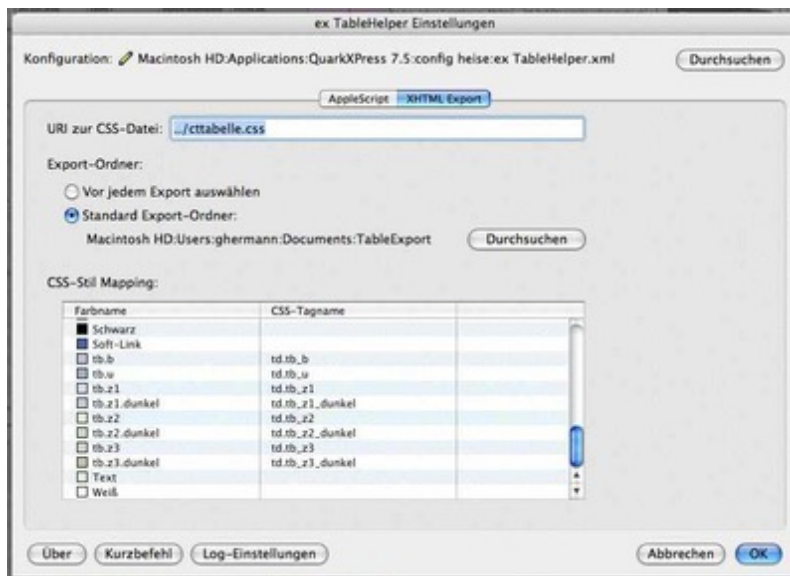 ex TableHelper Einstellungen
Konfiguration: Macintosh HD:Applications:QuarkXPress 7.5:config heise:ex TableHelper.xml Durchsuchen
AppleScript XHTML Export
URI zur CSS-Datei: ../cttabelle.css
Export-Ordner:
Vor jedem Export auswählen
Standard Export-Ordner:
Macintosh HD:Users:ghermann:Documents:TableExport Durchsuchen
CSS-Stil Mapping:
Farbname CSS-Tagname
Schwarz
Soft-Link
tb.b td.tb_b
tb.u td.tb_u
tb.z1 td.tb_z1
tb.z1.dunkel td.tb_z1_dunkel
tb.z2 td.tb_z2
tb.z2.dunkel td.tb_z2_dunkel
tb.z3 td.tb_z3
tb.z3.dunkel td.tb_z3_dunkel
Text
Weiß
Über Kurzbefehl Log-Einstellungen Abbrechen OK